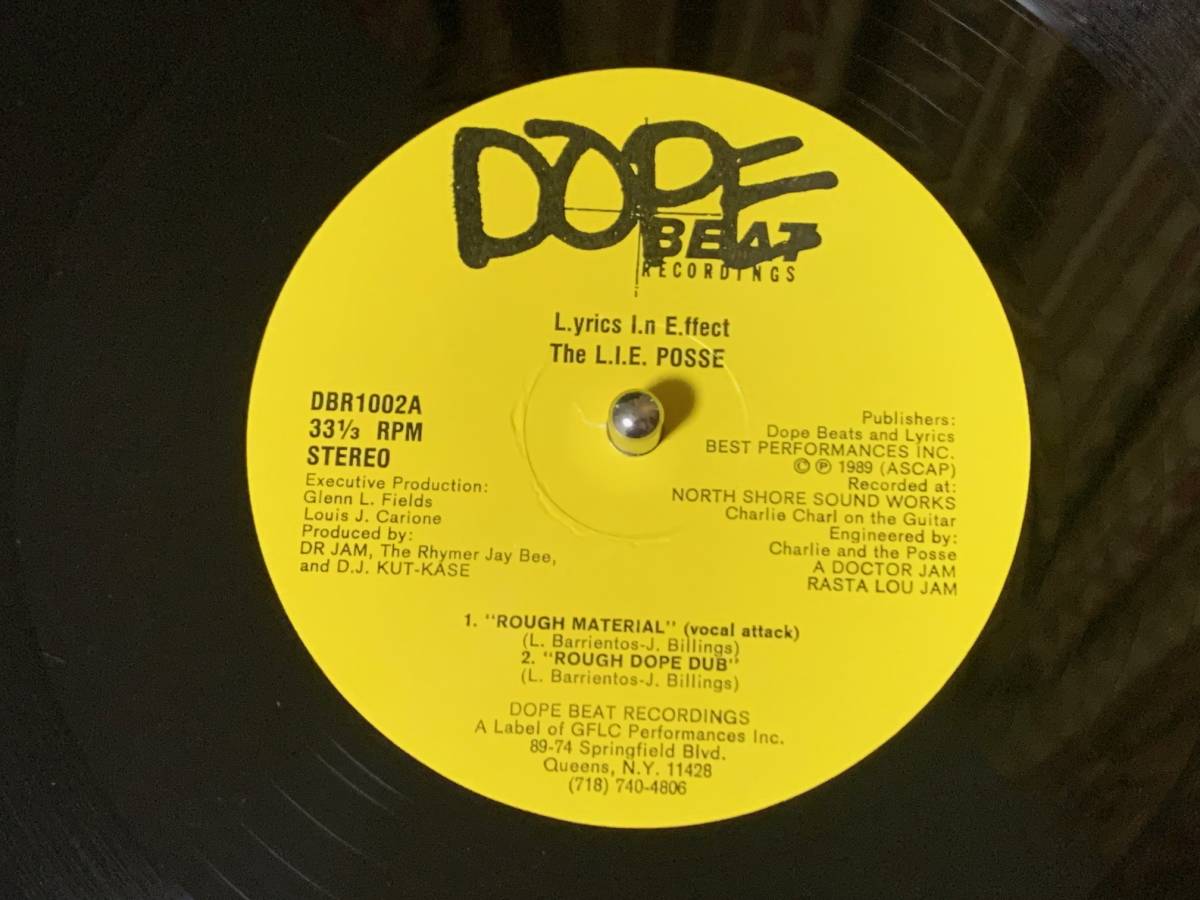 DOPE
BEAT
RECORDINGS
L.yrics I.n E.ffect
The L.I.E. POSSE
DBR1002A
33⅓ RPM
STEREO
Executive Production:
Glenn L. Fields
Louis J. Carione
Produced by:
DR JAM, The Rhymer Jay Bee,
and D.J. KUT-KASE
Publishers:
Dope Beats and Lyrics
BEST PERFORMANCES INC.
© ℗ 1989 (ASCAP)
Recorded at:
NORTH SHORE SOUND WORKS
Charlie Charl on the Guitar
Engineered by:
Charlie and the Posse
A DOCTOR JAM
RASTA LOU JAM
1. "ROUGH MATERIAL" (vocal attack)
(L. Barrientos-J. Billings)
2. "ROUGH DOPE DUB"
(L. Barrientos-J. Billings)
DOPE BEAT RECORDINGS
A Label of GFLC Performances Inc.
89-74 Springfield Blvd.
Queens, N.Y. 11428
(718) 740-4806